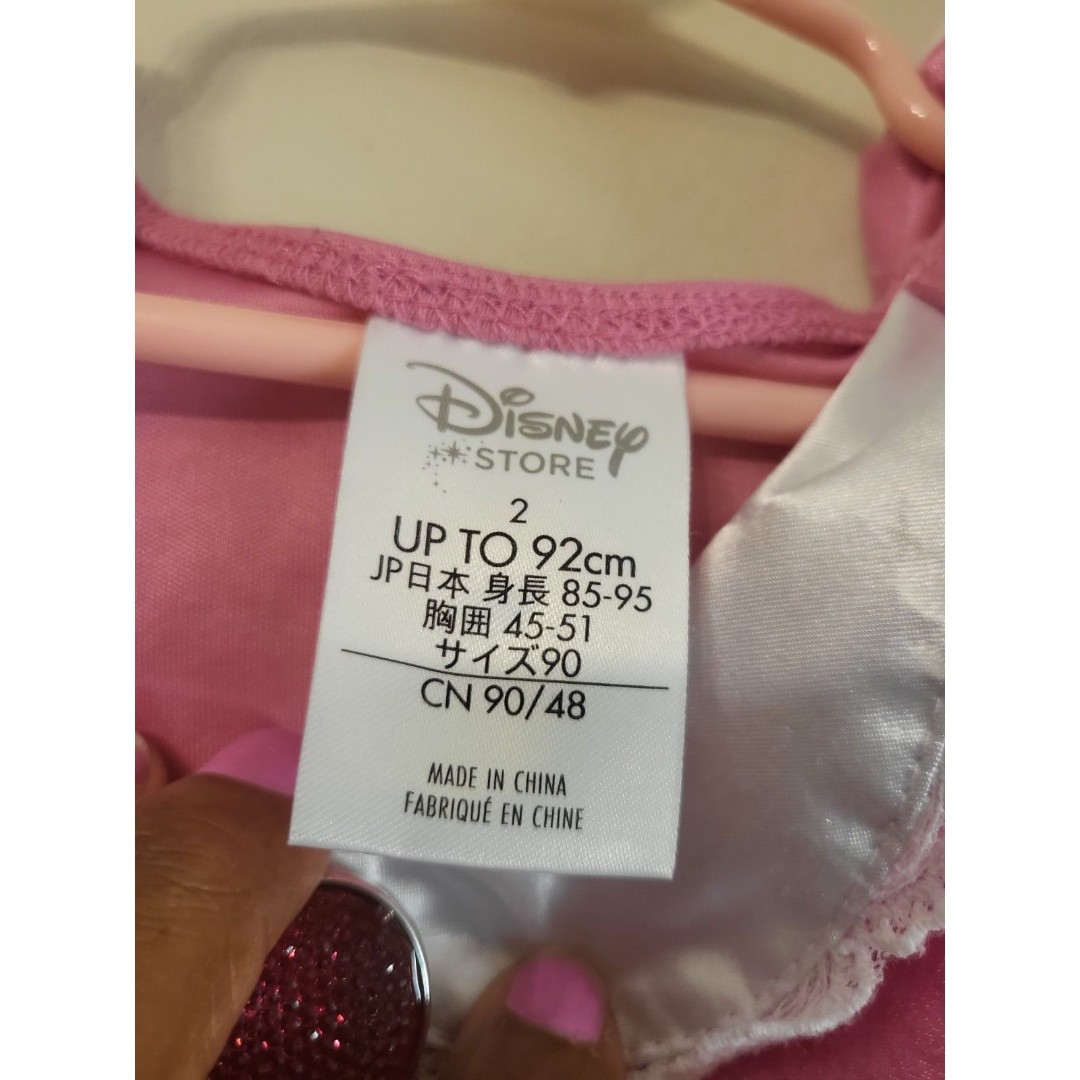 Disney
STORE
2
UP TO 92cm
JP日本 身長 85-95
胸囲 45-51
サイズ90
CN 90/48
MADE IN CHINA
FABRIQUÉ EN CHINE